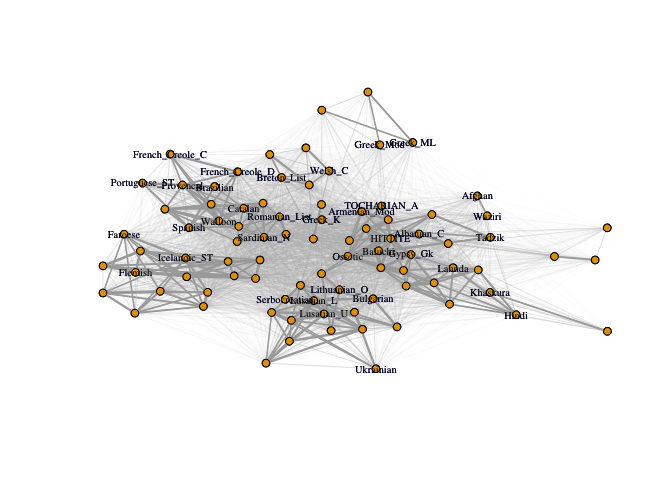 Greek_Mod
Greek_ML
French_Creole_C
French_Creole_D
Welsh_C
Breton_List
Portuguese_ST
Provencal
Brazilian
Afghan
Catalan
TOCHARIAN_A
Armenian_Mod
Waziri
Romanian_List
Greek_K
Walloon
Spanish
Faroese
Sardinian_N
HITTITE
Albanian_C
Tadzik
Baluchi
Gypsy_Gk
Ossetic
Icelandic_ST
Flemish
Lahnda
Lithuanian_O
Khaskura
Serbocroatian
Latvian_L
Bulgarian
Lusatian_U
Hindi
Ukrainian